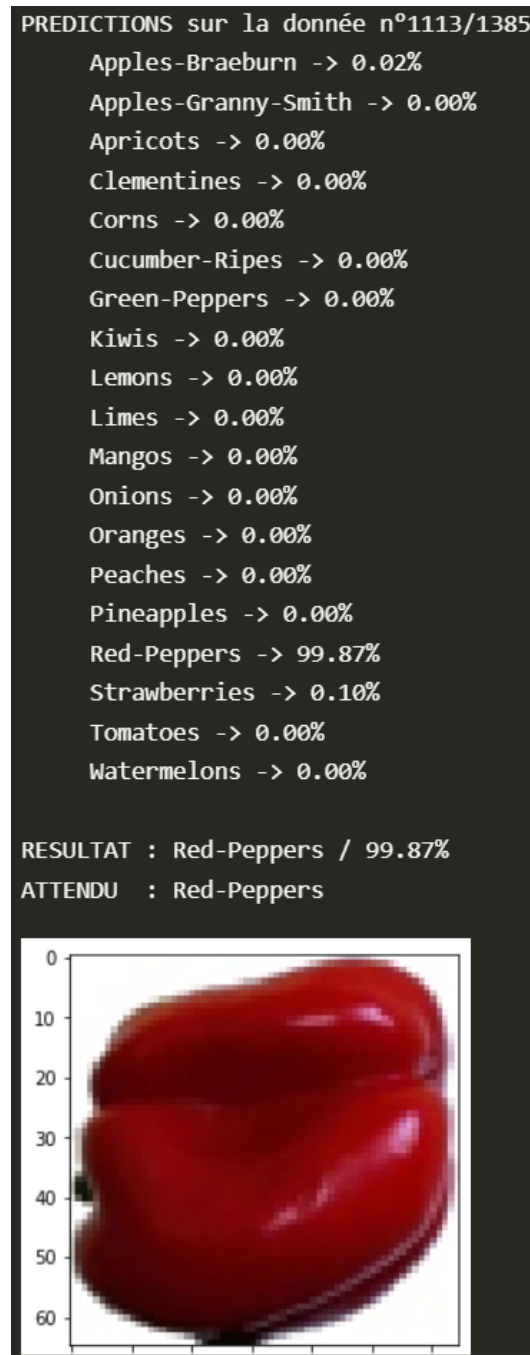 PREDICTIONS sur la donnée n°1113/1385
Apples-Braeburn -> 0.02%
Apples-Granny-Smith -> 0.00%
Apricots -> 0.00%
Clementines -> 0.00%
Corns -> 0.00%
Cucumber-Ripes -> 0.00%
Green-Peppers -> 0.00%
Kiwis -> 0.00%
Lemons -> 0.00%
Limes -> 0.00%
Mangos -> 0.00%
Onions -> 0.00%
Oranges -> 0.00%
Peaches -> 0.00%
Pineapples -> 0.00%
Red-Peppers -> 99.87%
Strawberries -> 0.10%
Tomatoes -> 0.00%
Watermelons -> 0.00%
RESULTAT : Red-Peppers / 99.87%
ATTENDU  : Red-Peppers
0
10
20
30
40
50
60